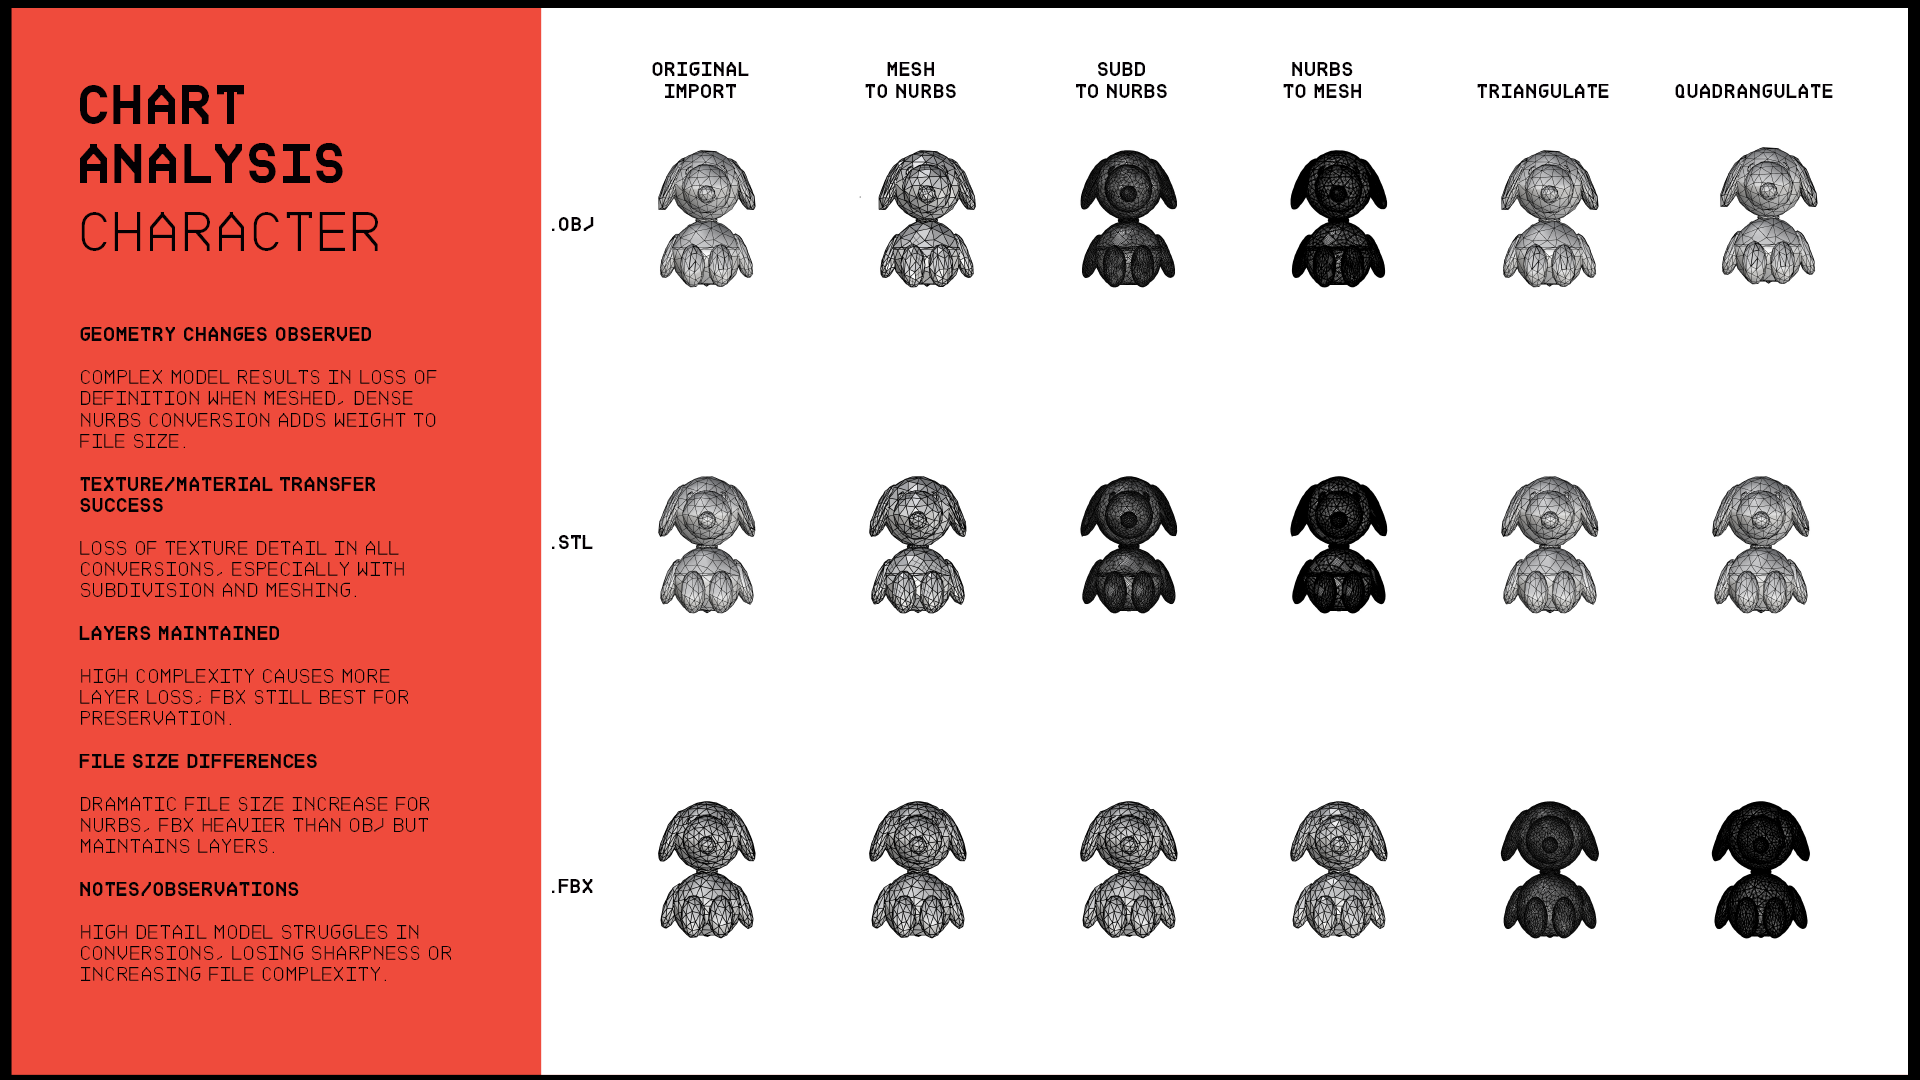 CHART
ANALYSIS
CHARACTER
GEOMETRY CHANGES OBSERVED
COMPLEX MODEL RESULTS IN LOSS OF
DEFINITION WHEN MESHED, DENSE
NURBS CONVERSION ADDS WEIGHT TO
FILE SIZE.
TEXTURE/MATERIAL TRANSFER
SUCCESS
LOSS OF TEXTURE DETAIL IN ALL
CONVERSIONS, ESPECIALLY WITH
SUBDIVISION AND MESHING.
LAYERS MAINTAINED
HIGH COMPLEXITY CAUSES MORE
LAYER LOSS; FBX STILL BEST FOR
PRESERVATION.
FILE SIZE DIFFERENCES
DRAMATIC FILE SIZE INCREASE FOR
NURBS, FBX HEAVIER THAN OBJ BUT
MAINTAINS LAYERS.
NOTES/OBSERVATIONS
HIGH DETAIL MODEL STRUGGLES IN
CONVERSIONS, LOSING SHARPNESS OR
INCREASING FILE COMPLEXITY.
ORIGINAL
IMPORT
MESH
TO NURBS
SUBD
TO NURBS
NURBS
TO MESH
TRIANGULATE
QUADRANGULATE
.OBJ
.STL
.FBX